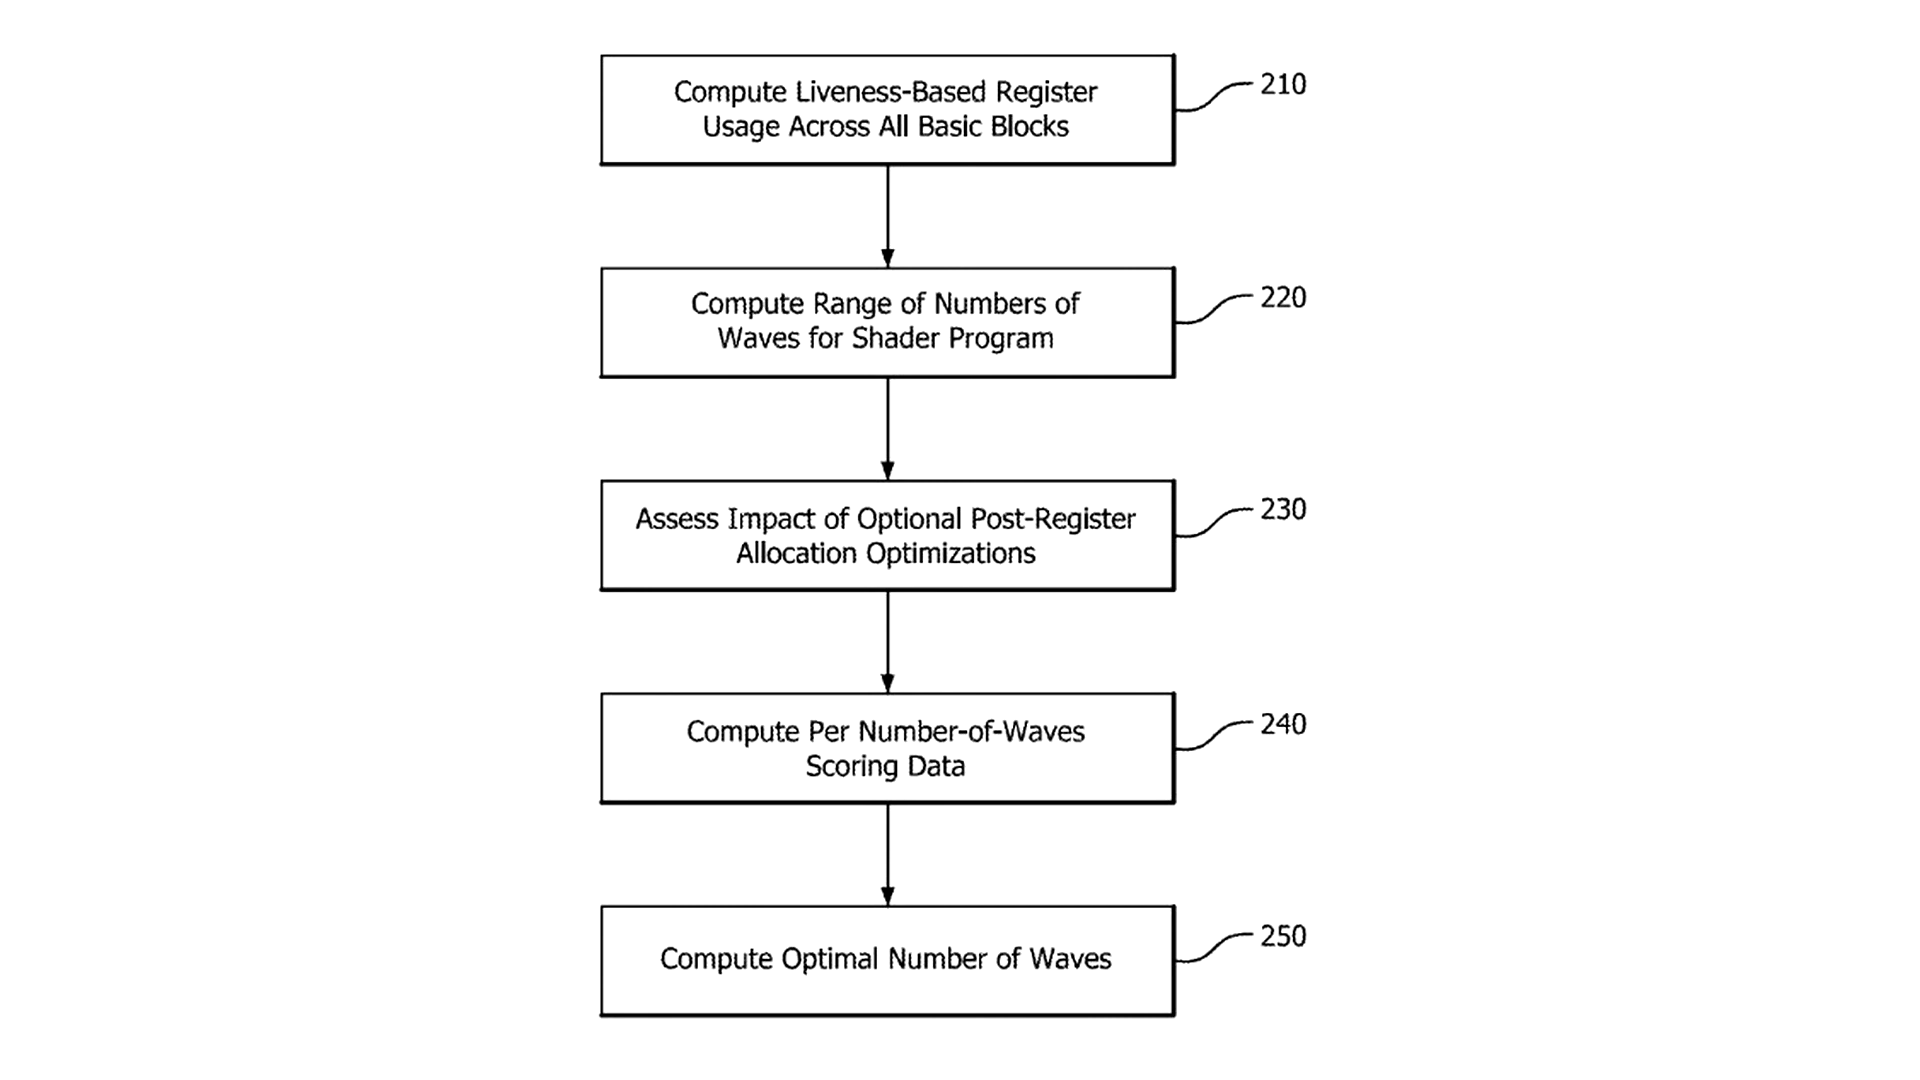 Compute Liveness-Based Register
Usage Across All Basic Blocks
210
Compute Range of Numbers of
Waves for Shader Program
220
Assess Impact of Optional Post-Register
Allocation Optimizations
230
Compute Per Number-of-Waves
Scoring Data
240
Compute Optimal Number of Waves
250